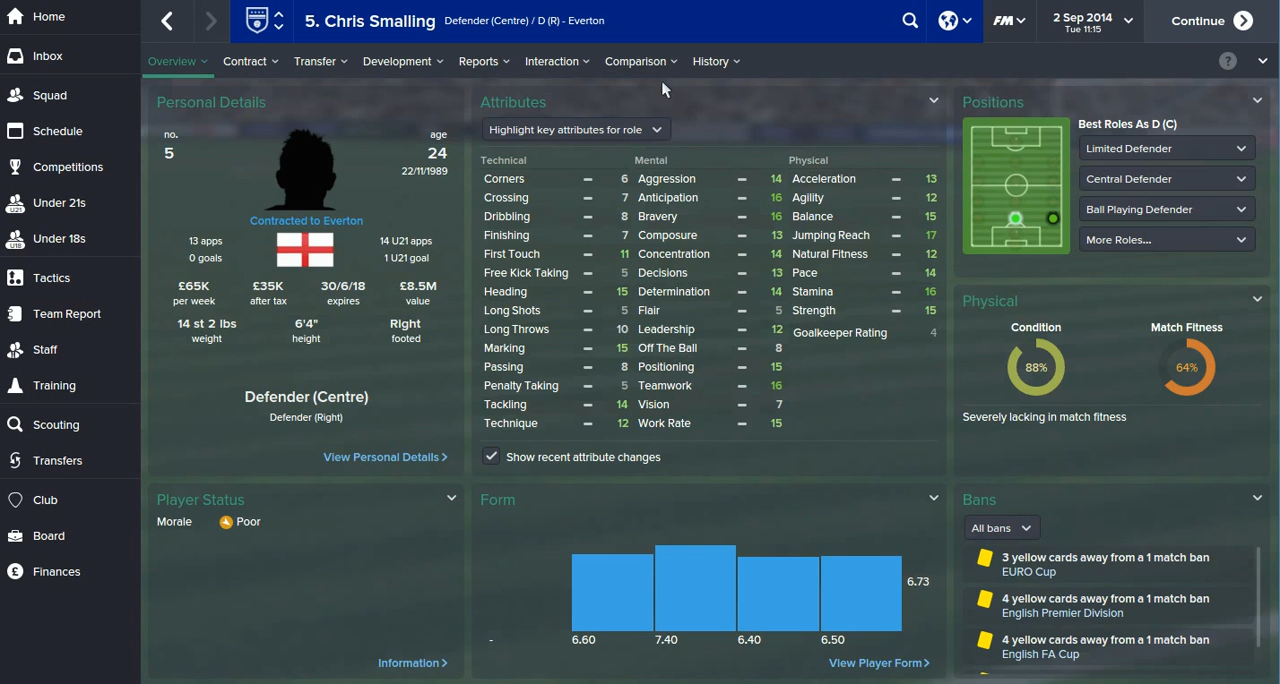 Home
Inbox
Squad
Schedule
Competitions
Under 21s
Under 18s
Tactics
Team Report
Staff
Training
Scouting
Transfers
Club
Board
Finances
5. Chris Smalling Defender (Centre) / D (R) - Everton
FM
2 Sep 2014
Tue 11:15
Continue
Overview Contract Transfer Development Reports Interaction Comparison History ?
Personal Details
no.
5
age
24
22/11/1989
Contracted to Everton
13 apps
0 goals
14 U21 apps
1 U21 goal
£65K £35K 30/6/18 £8.5M
per week after tax expires value
14 st 2 lbs 6'4" Right
weight height footed
Defender (Centre)
Defender (Right)
View Personal Details >
Attributes
Highlight key attributes for role
Technical Mental Physical
Corners - 6 Aggression - 14 Acceleration - 13
Crossing - 7 Anticipation - 16 Agility - 12
Dribbling - 8 Bravery - 16 Balance - 15
Finishing - 7 Composure - 13 Jumping Reach - 17
First Touch - 11 Concentration - 14 Natural Fitness - 12
Free Kick Taking - 5 Decisions - 13 Pace - 14
Heading - 15 Determination - 14 Stamina - 16
Long Shots - 5 Flair - 5 Strength - 15
Long Throws - 10 Leadership - 12 Goalkeeper Rating 4
Marking - 15 Off The Ball - 8
Passing - 8 Positioning - 15
Penalty Taking - 5 Teamwork - 16
Tackling - 14 Vision - 7
Technique - 12 Work Rate - 15
Show recent attribute changes
Positions
Best Roles As D (C)
Limited Defender
Central Defender
Ball Playing Defender
More Roles...
Physical
Condition Match Fitness
88% 64%
Severely lacking in match fitness
Player Status
Morale Poor
Information >
Form
6.73
- 6.60 7.40 6.40 6.50
View Player Form >
Bans
All bans
3 yellow cards away from a 1 match ban
EURO Cup
4 yellow cards away from a 1 match ban
English Premier Division
4 yellow cards away from a 1 match ban
English FA Cup